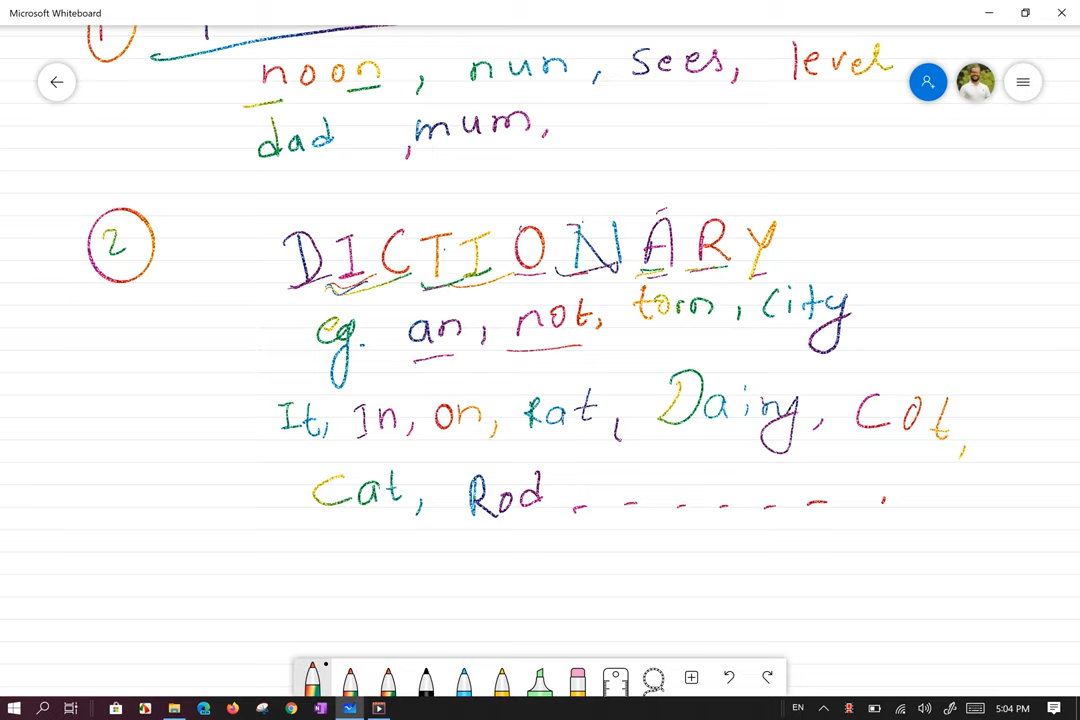 Microsoft Whiteboard
1
noon, nun, sees, level
dad, mum,
2
DICTIONARY
eg. an, not, torn, city
It, In, On, Rat, Dairy, COt,
Cat, Rod - - - - - - .
EN 5:04 PM